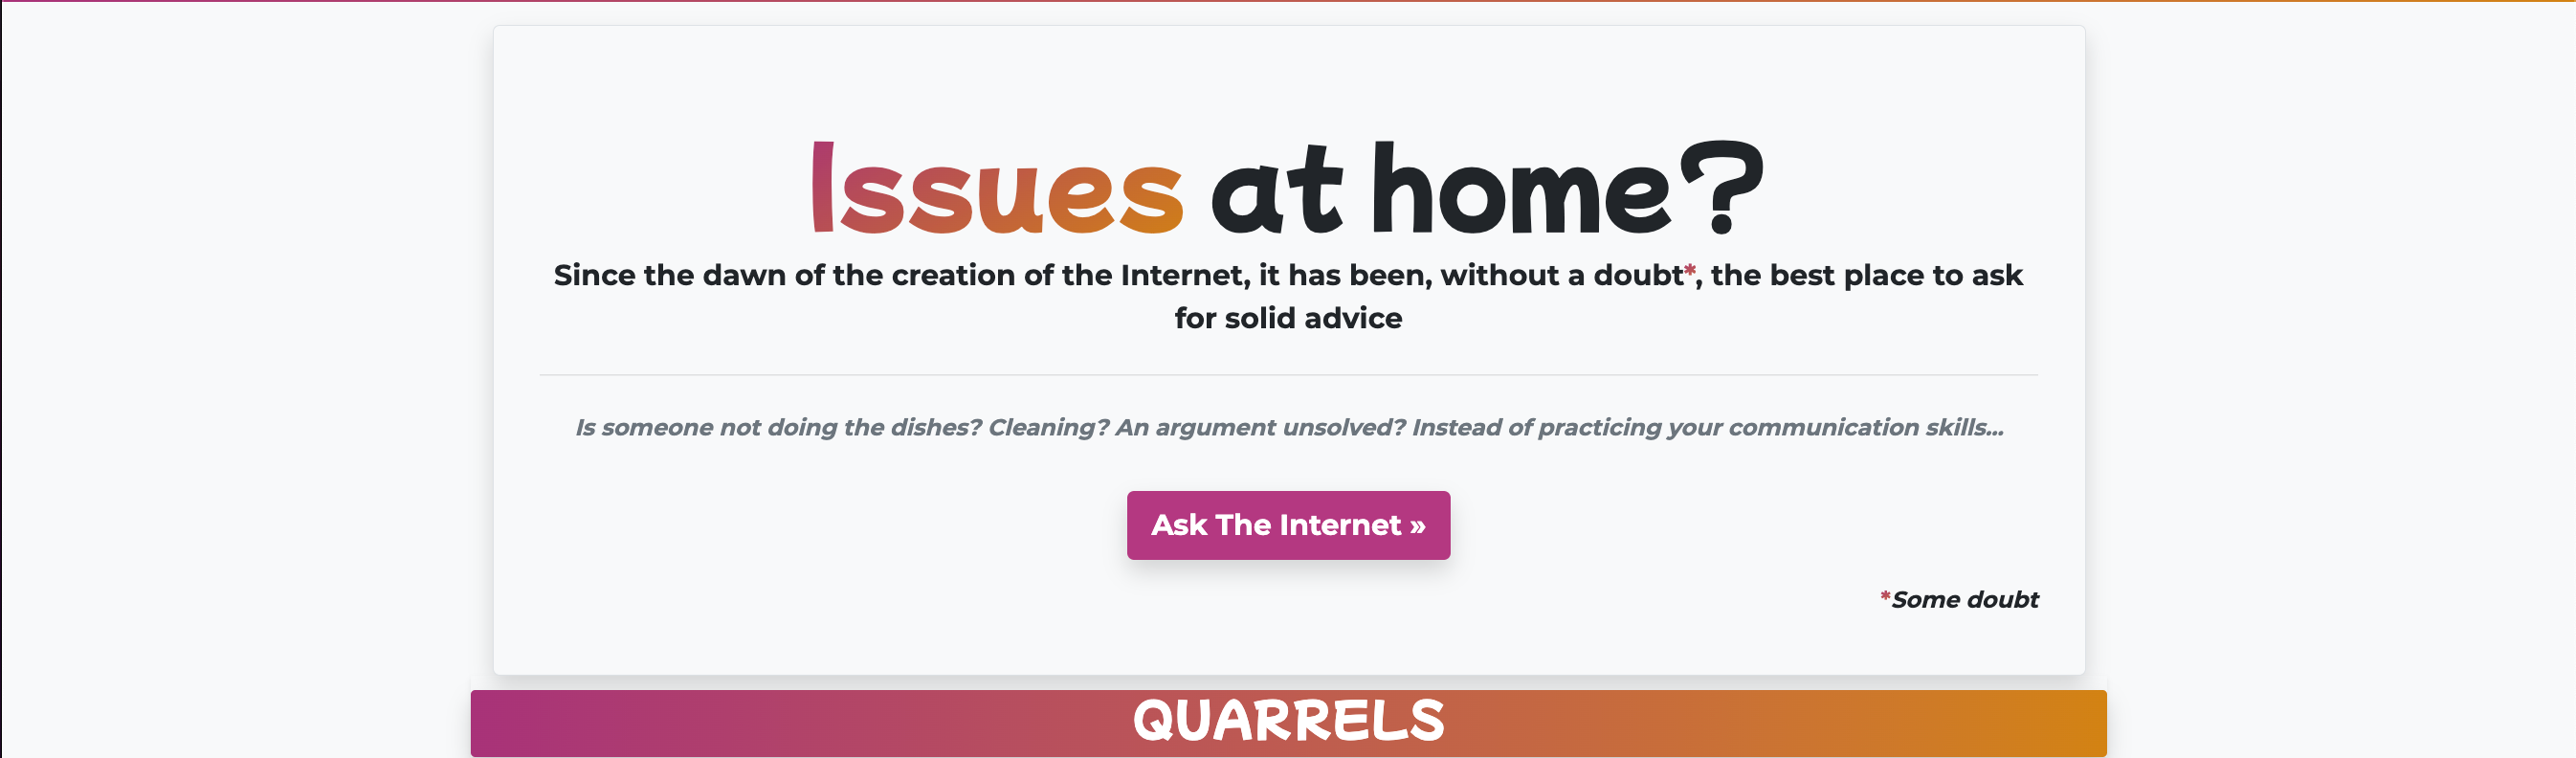 Issues at home?
Since the dawn of the creation of the Internet, it has been, without a doubt*, the best place to ask
for solid advice
Is someone not doing the dishes? Cleaning? An argument unsolved? Instead of practicing your communication skills...
Ask The Internet »
*Some doubt
QUARRELS